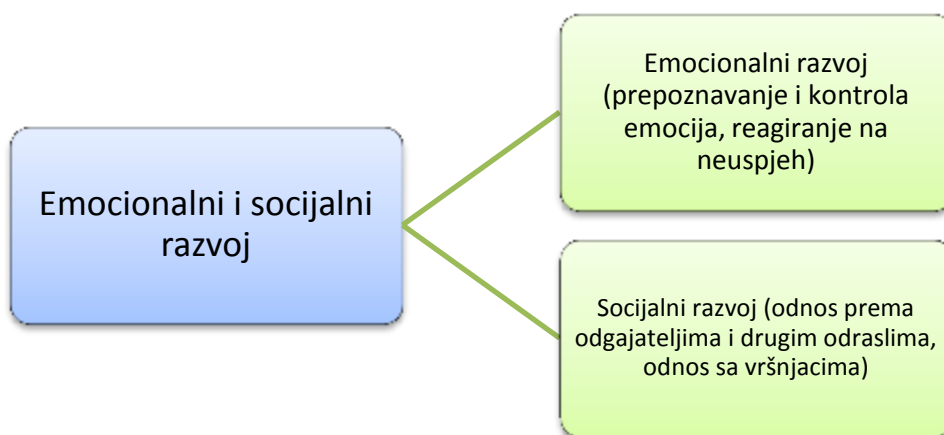 Emocionalni i socijalni
razvoj
Emocionalni razvoj
(prepoznavanje i kontrola
emocija, reagiranje na
neuspjeh)
Socijalni razvoj (odnos prema
odgajateljima i drugim odraslima,
odnos sa vršnjacima)